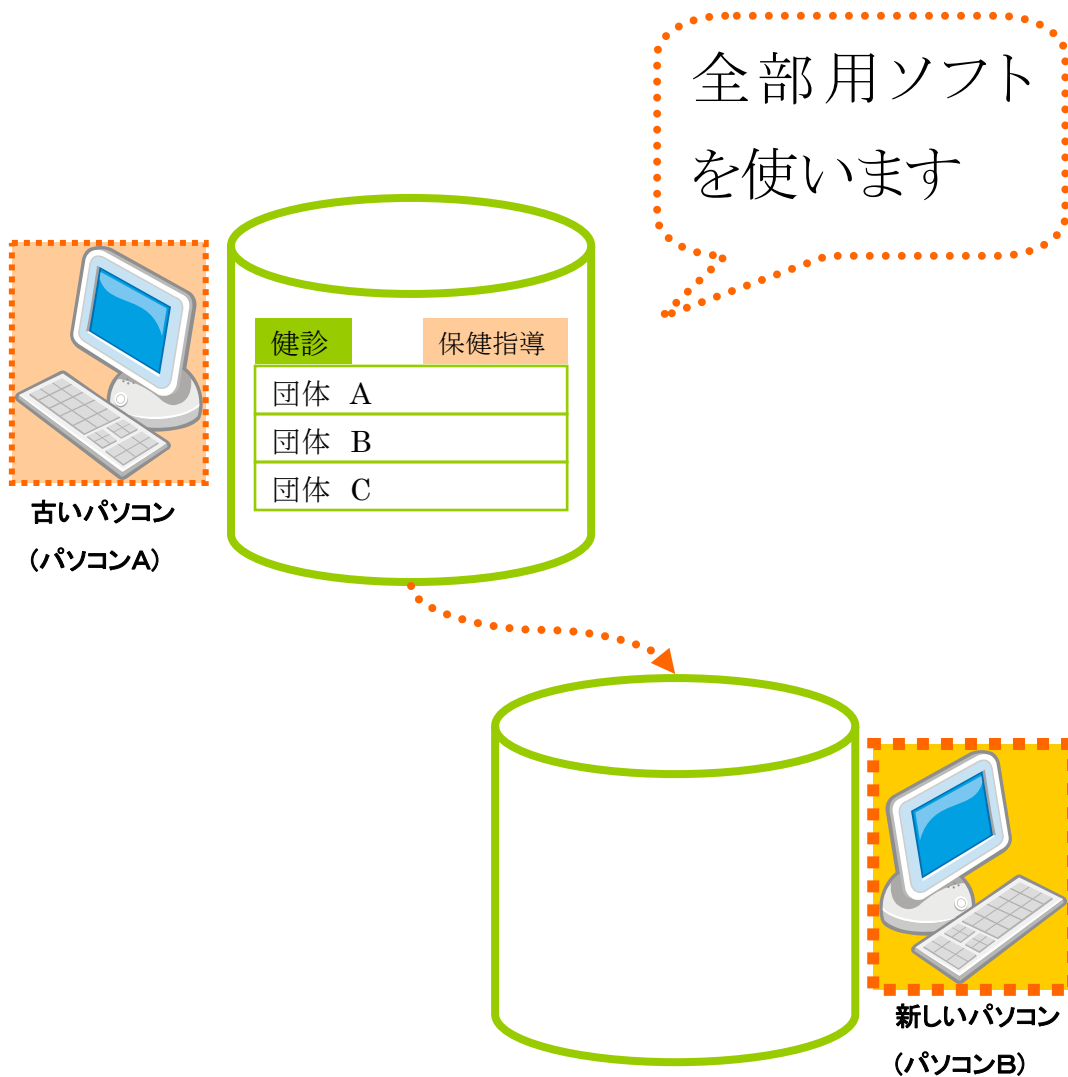 全部用ソフト
を使います
健診 保健指導
団体 A
団体 B
団体 C
古いパソコン
(パソコンA)
新しいパソコン
(パソコンB)